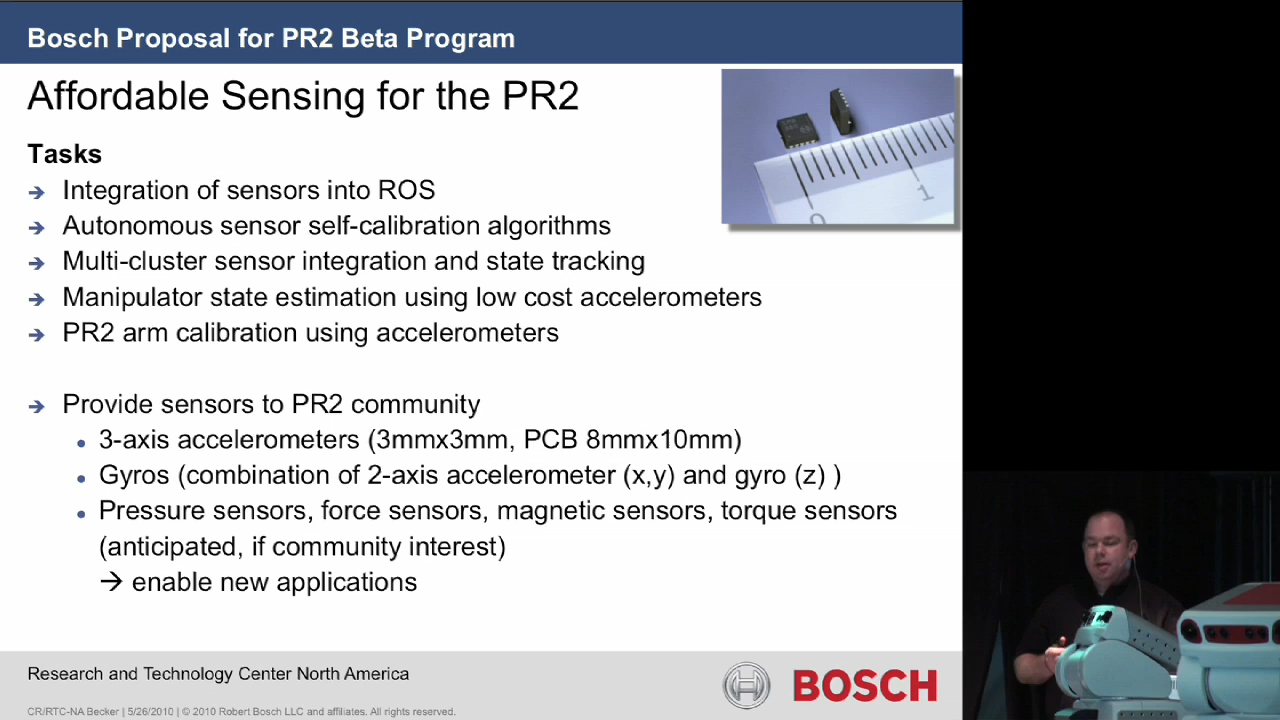 Bosch Proposal for PR2 Beta Program
Affordable Sensing for the PR2
Tasks
→ Integration of sensors into ROS
→ Autonomous sensor self-calibration algorithms
→ Multi-cluster sensor integration and state tracking
→ Manipulator state estimation using low cost accelerometers
→ PR2 arm calibration using accelerometers
→ Provide sensors to PR2 community
• 3-axis accelerometers (3mmx3mm, PCB 8mmx10mm)
• Gyros (combination of 2-axis accelerometer (x,y) and gyro (z) )
• Pressure sensors, force sensors, magnetic sensors, torque sensors
(anticipated, if community interest)
→ enable new applications
0 1
Research and Technology Center North America
BOSCH
CR/RTC-NA Becker | 5/26/2010 | © 2010 Robert Bosch LLC and affiliates. All rights reserved.